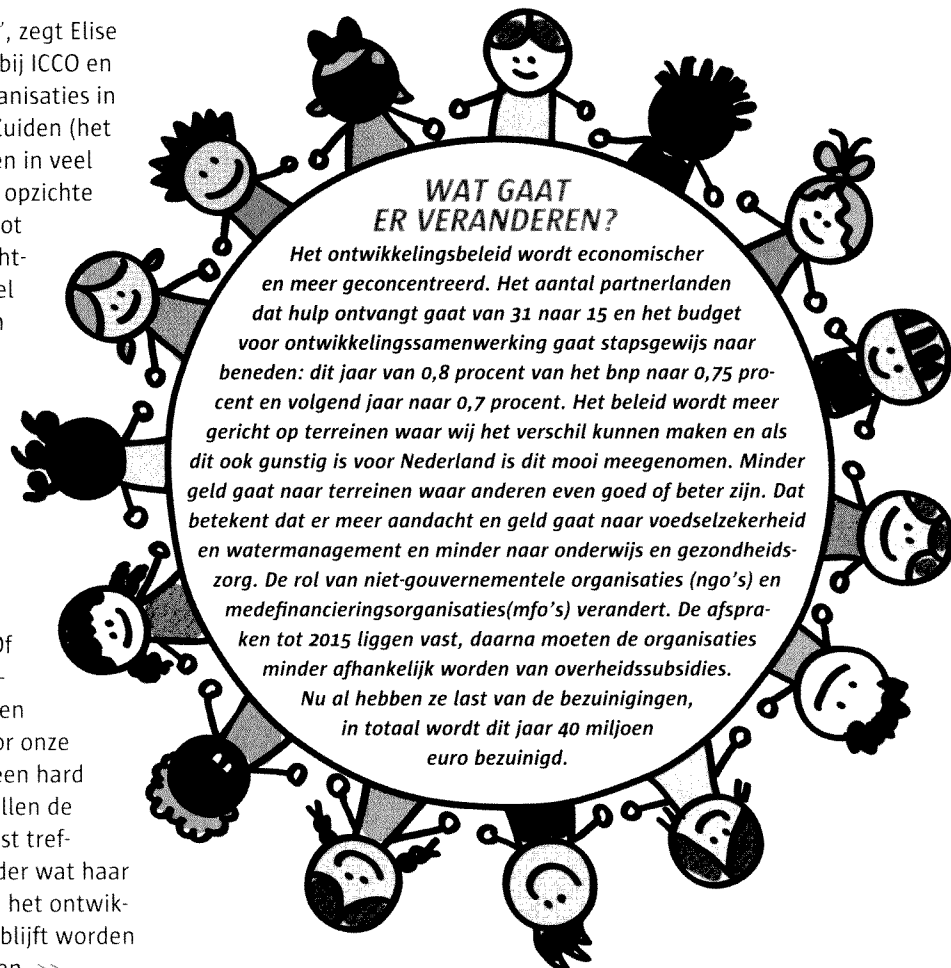 ', zegt Elise
bij ICCO en
anisaties in
Zuiden (het
en in veel
opzichte
ot
ht-
el
n
Of
-
en
or onze
een hard
llen de
st tref-
der wat haar
het ontwik-
blijft worden
en. >>
WAT GAAT
ER VERANDEREN?
Het ontwikkelingsbeleid wordt economischer
en meer geconcentreerd. Het aantal partnerlanden
dat hulp ontvangt gaat van 31 naar 15 en het budget
voor ontwikkelingssamenwerking gaat stapsgewijs naar
beneden: dit jaar van 0,8 procent van het bnp naar 0,75 pro-
cent en volgend jaar naar 0,7 procent. Het beleid wordt meer
gericht op terreinen waar wij het verschil kunnen maken en als
dit ook gunstig is voor Nederland is dit mooi meegenomen. Minder
geld gaat naar terreinen waar anderen even goed of beter zijn. Dat
betekent dat er meer aandacht en geld gaat naar voedselzekerheid
en watermanagement en minder naar onderwijs en gezondheids-
zorg. De rol van niet-gouvernementele organisaties (ngo's) en
medefinancieringsorganisaties(mfo's) verandert. De afspra-
ken tot 2015 liggen vast, daarna moeten de organisaties
minder afhankelijk worden van overheidssubsidies.
Nu al hebben ze last van de bezuinigingen,
in totaal wordt dit jaar 40 miljoen
euro bezuinigd.